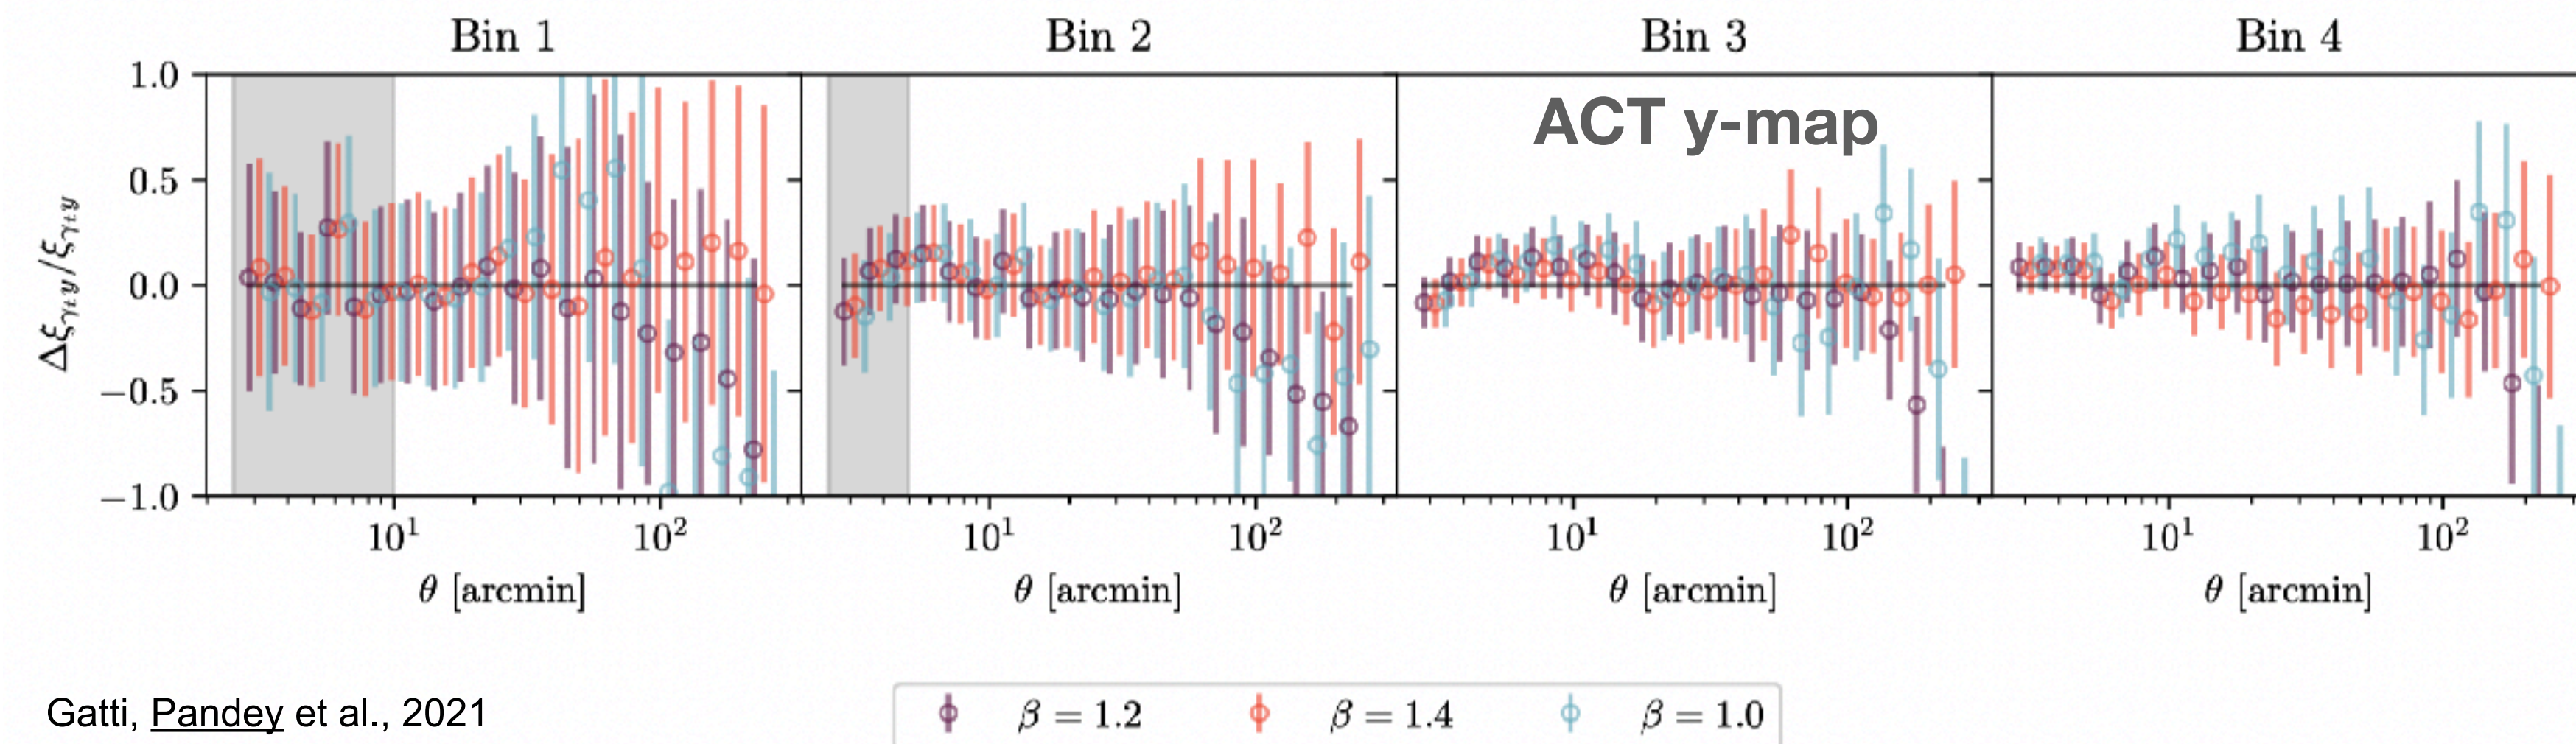 Bin 1 Bin 2 Bin 3 Bin 4
ACT y-map
Δξγₜy/ξγₜy
1.0
0.5
0.0
−0.5
−1.0
10¹ 10² 10¹ 10² 10¹ 10² 10¹ 10²
θ [arcmin] θ [arcmin] θ [arcmin] θ [arcmin]
Gatti, Pandey et al., 2021
β = 1.2 β = 1.4 β = 1.0